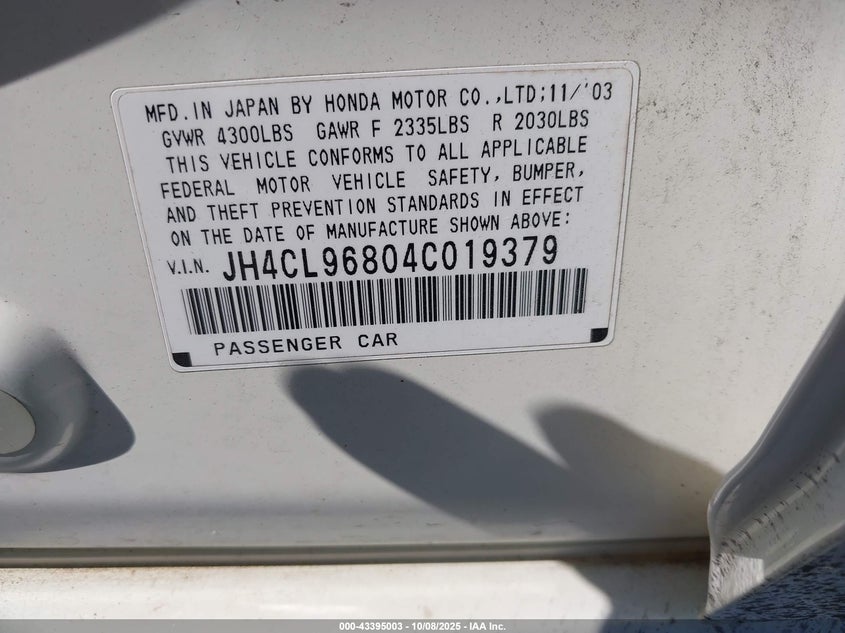 MFD.IN JAPAN BY HONDA MOTOR CO.,LTD;11/'03
GVWR 4300LBS GAWR F 2335LBS R 2030LBS
THIS VEHICLE CONFORMS TO ALL APPLICABLE
FEDERAL MOTOR VEHICLE SAFETY, BUMPER,
AND THEFT PREVENTION STANDARDS IN EFFECT
ON THE DATE OF MANUFACTURE SHOWN ABOVE:
V.I.N. JH4CL96804C019379
PASSENGER CAR
000-43395003 | 10/08/2025 - IAA Inc.